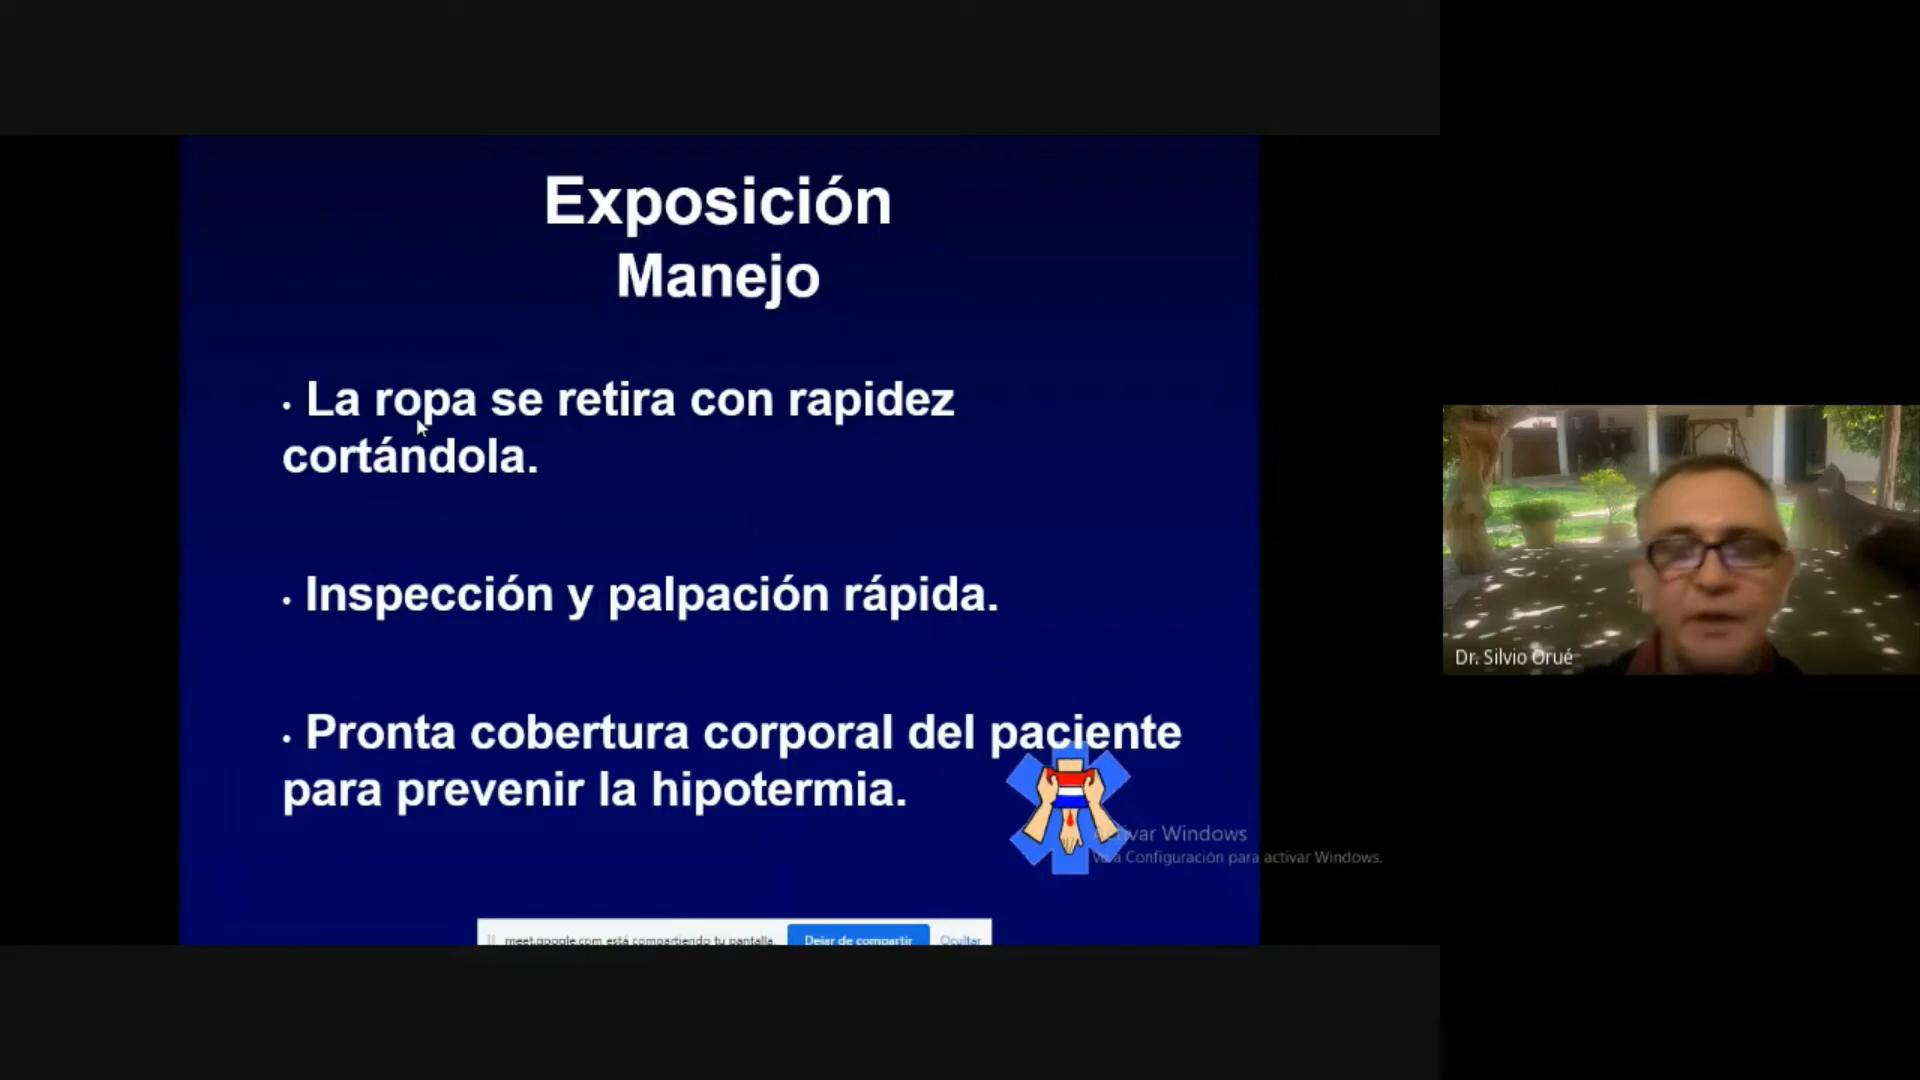 Exposición
Manejo
• La ropa se retira con rapidez
cortándola.
• Inspección y palpación rápida.
• Pronta cobertura corporal del paciente
para prevenir la hipotermia.
Activar Windows
Ve a Configuración para activar Windows.
meet.google.com está compartiendo tu pantalla.
Dejar de compartir
Ocultar
Dr. Silvio Orué